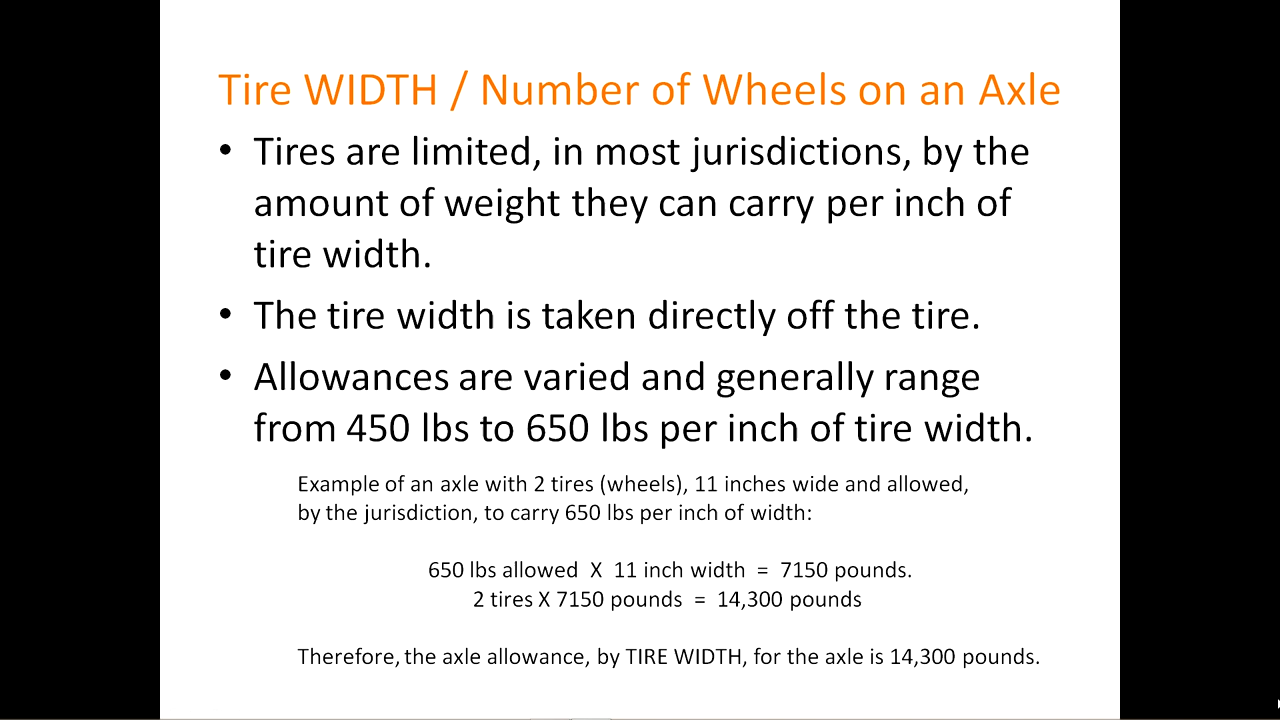 Tire WIDTH / Number of Wheels on an Axle
• Tires are limited, in most jurisdictions, by the
amount of weight they can carry per inch of
tire width.
• The tire width is taken directly off the tire.
• Allowances are varied and generally range
from 450 lbs to 650 lbs per inch of tire width.
Example of an axle with 2 tires (wheels), 11 inches wide and allowed,
by the jurisdiction, to carry 650 lbs per inch of width:
650 lbs allowed X 11 inch width = 7150 pounds.
2 tires X 7150 pounds = 14,300 pounds
Therefore, the axle allowance, by TIRE WIDTH, for the axle is 14,300 pounds.